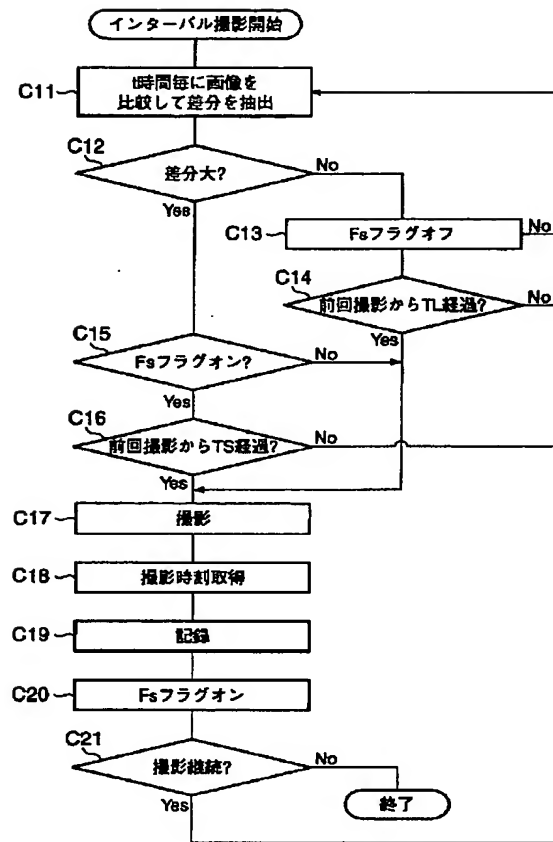 インターバル撮影開始
C11
t時間毎に画像を
比較して差分を抽出
C12
差分大?
No
Yes
C13
Fsフラグオフ
No
C14
前回撮影からTL経過?
No
Yes
C15
Fsフラグオン?
No
Yes
C16
前回撮影からTS経過?
No
Yes
C17
撮影
C18
撮影時刻取得
C19
記録
C20
Fsフラグオン
C21
撮影継続?
No
Yes
終了